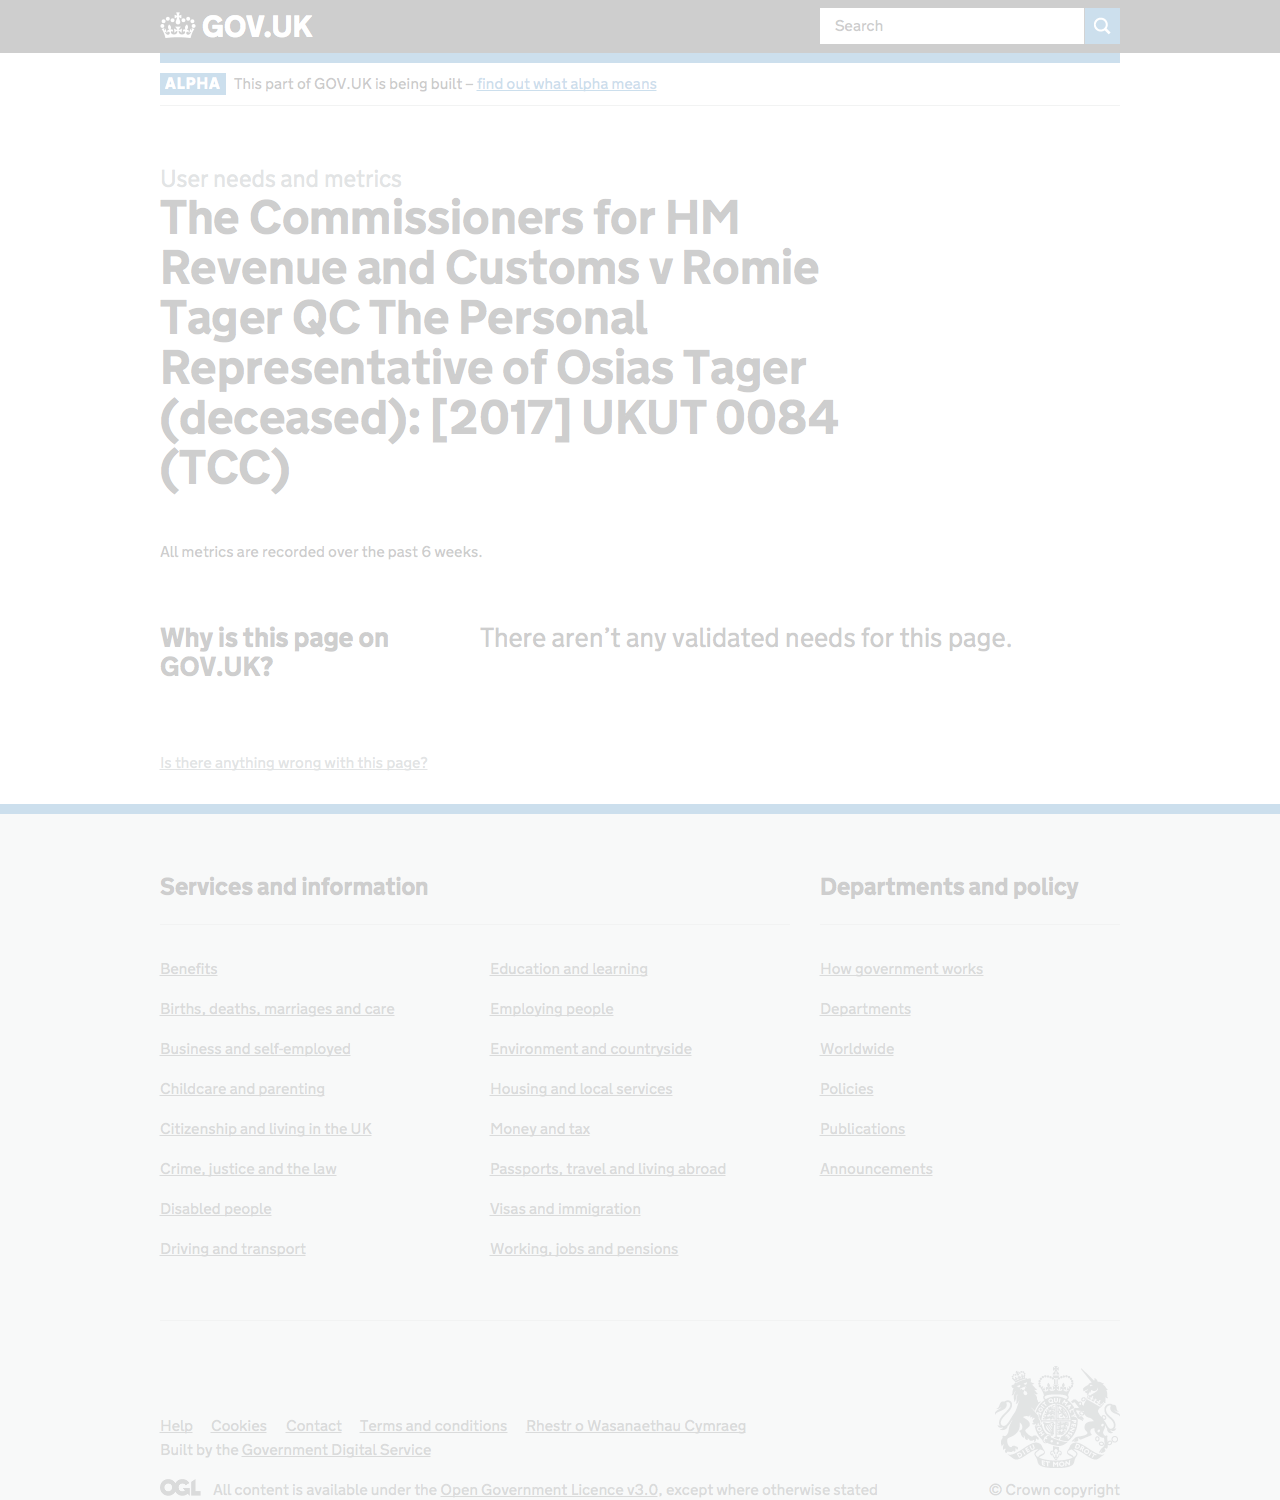 GOV.UK
Search
ALPHA This part of GOV.UK is being built – find out what alpha means
User needs and metrics
The Commissioners for HM
Revenue and Customs v Romie
Tager QC The Personal
Representative of Osias Tager
(deceased): [2017] UKUT 0084
(TCC)
All metrics are recorded over the past 6 weeks.
Why is this page on
GOV.UK?
There aren’t any validated needs for this page.
Is there anything wrong with this page?
Services and information
Benefits
Births, deaths, marriages and care
Business and self-employed
Childcare and parenting
Citizenship and living in the UK
Crime, justice and the law
Disabled people
Driving and transport
Education and learning
Employing people
Environment and countryside
Housing and local services
Money and tax
Passports, travel and living abroad
Visas and immigration
Working, jobs and pensions
Departments and policy
How government works
Departments
Worldwide
Policies
Publications
Announcements
Help Cookies Contact Terms and conditions Rhestr o Wasanaethau Cymraeg
Built by the Government Digital Service
OGL All content is available under the Open Government Licence v3.0, except where otherwise stated
© Crown copyright